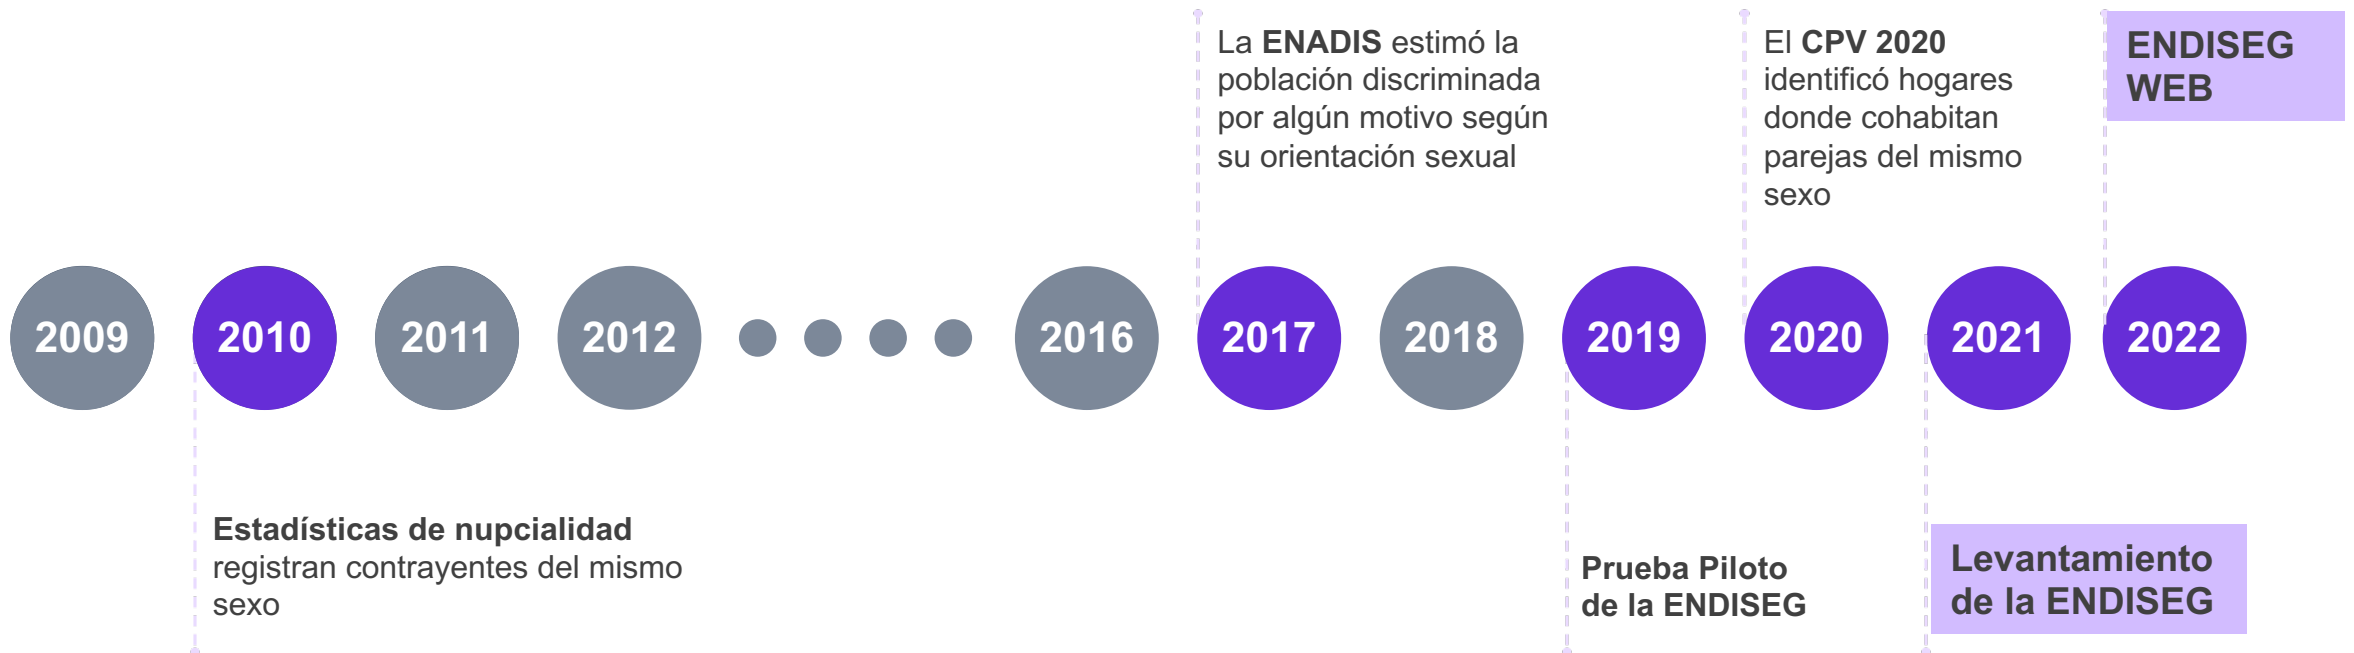 La ENADIS estimó la
población discriminada
por algún motivo según
su orientación sexual
El CPV 2020
identificó hogares
donde cohabitan
parejas del mismo
sexo
ENDISEG
WEB
2009
2010
2011
2012
2016
2017
2018
2019
2020
2021
2022
Estadísticas de nupcialidad
registran contrayentes del mismo
sexo
Prueba Piloto
de la ENDISEG
Levantamiento
de la ENDISEG